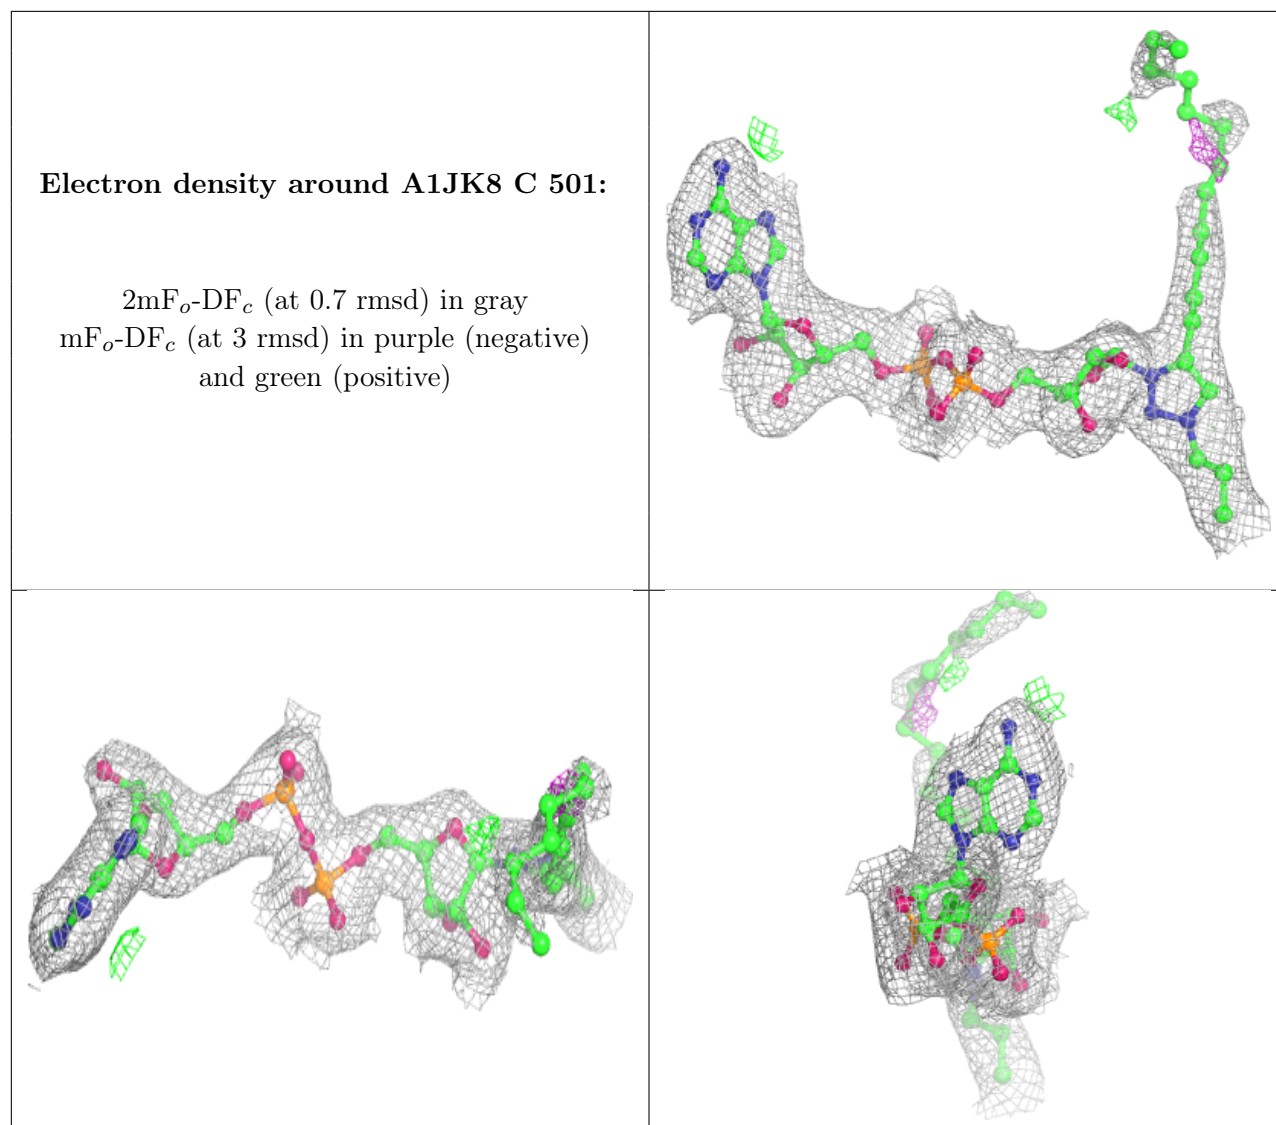 Electron density around A1JK8 C 501:
2mFo-DFc (at 0.7 rmsd) in gray
mFo-DFc (at 3 rmsd) in purple (negative)
and green (positive)